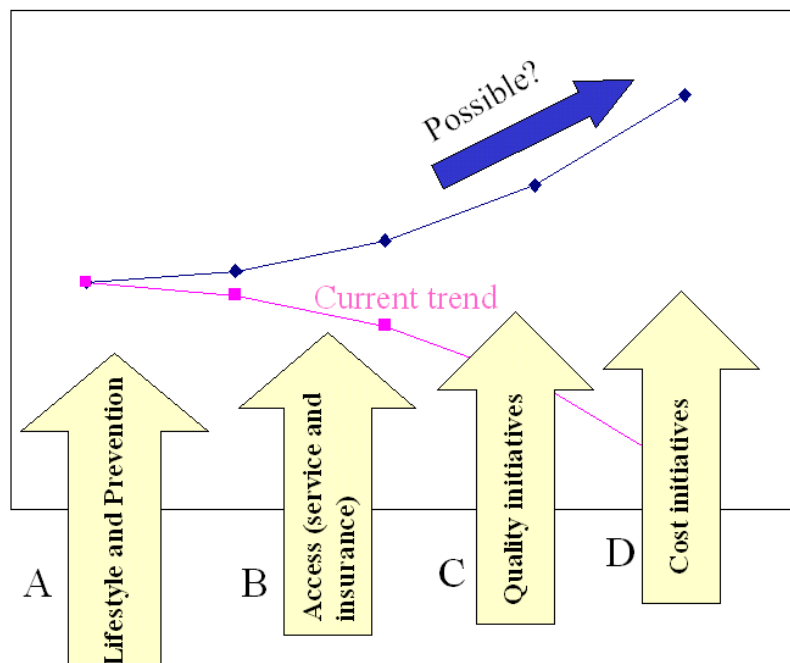 Possible?
Current trend
A
Lifestyle and Prevention
B
Access (service and
insurance)
C
Quality initiatives
D
Cost initiatives